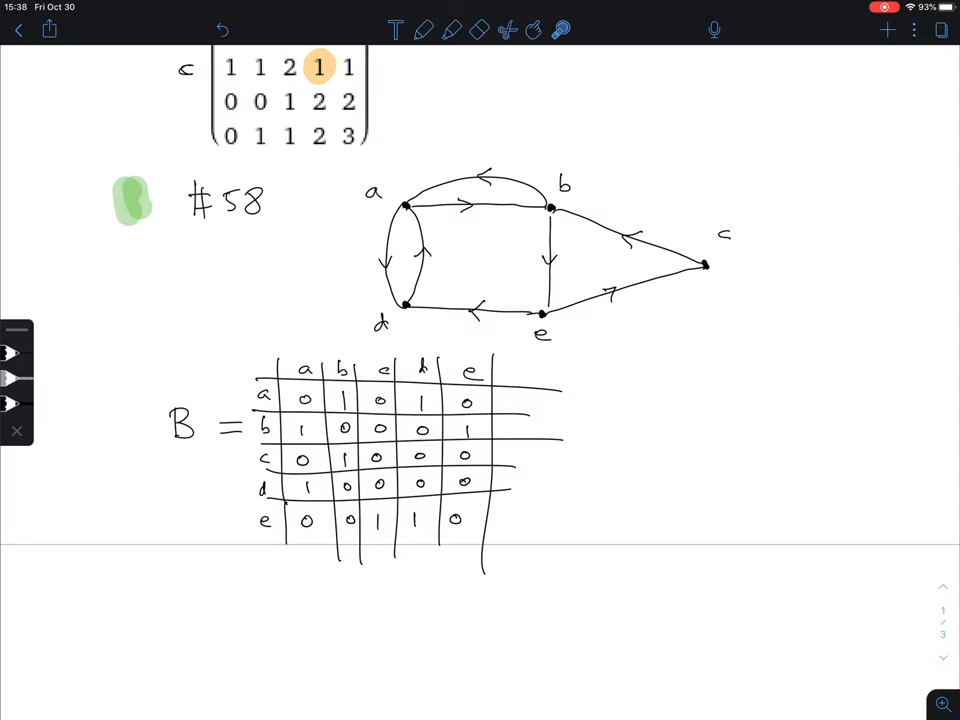 15:38 Fri Oct 30
93%
T
c 1 1 2 1 1
0 0 1 2 2
0 1 1 2 3
B #58
a b
c
d e
a b c d e
a 0 1 0 1 0
b 1 0 0 0 1
B = c 0 1 0 0 0
d 1 0 0 0 0
e 0 0 1 1 0
1
/
3